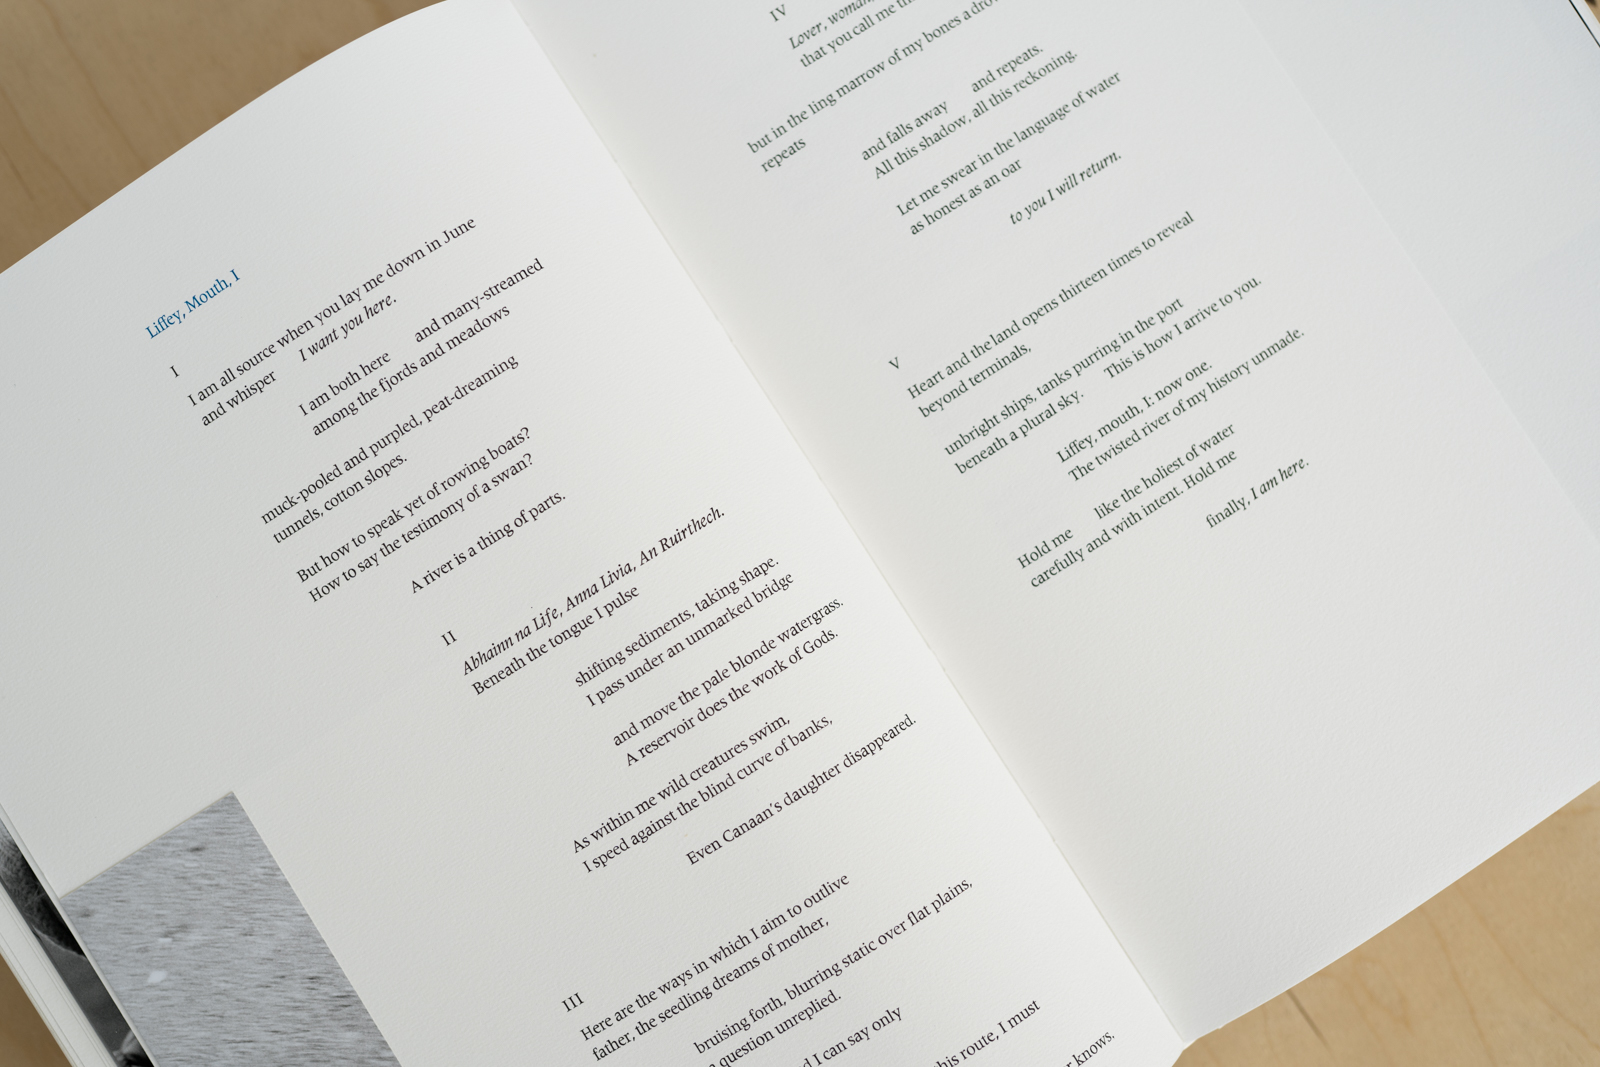 Liffey, Mouth, I
I
I am all source when you lay me down in June
and whisper I want you here.
I am both here and many-streamed
among the fjords and meadows
muck-pooled and purpled, peat-dreaming
tunnels, cotton slopes.
But how to speak yet of rowing boats?
How to say the testimony of a swan?
A river is a thing of parts.
II
Abhainn na Life, Anna Livia, An Ruirthech.
Beneath the tongue I pulse
shifting sediments, taking shape.
I pass under an unmarked bridge
and move the pale blonde watergrass.
A reservoir does the work of Gods.
As within me wild creatures swim,
I speed against the blind curve of banks,
Even Canaan's daughter disappeared.
III
Here are the ways in which I aim to outlive
father, the seedling dreams of mother,
bruising forth, blurring static over flat plains,
question unreplied.
I can say only
this route, I must
knows.
IV
Lover,
that you call me
but in the ling marrow of my bones a
repeats
and falls away and repeats.
All this shadow, all this reckoning.
Let me swear in the language of water
as honest as an oar
to you I will return.
V
Heart and the land opens thirteen times to reveal
beyond terminals,
unbright ships, tanks purring in the port
beneath a plural sky. This is how I arrive to you.
Liffey, mouth, I: now one.
The twisted river of my history unmade.
Hold me like the holiest of water
carefully and with intent. Hold me
finally, I am here.